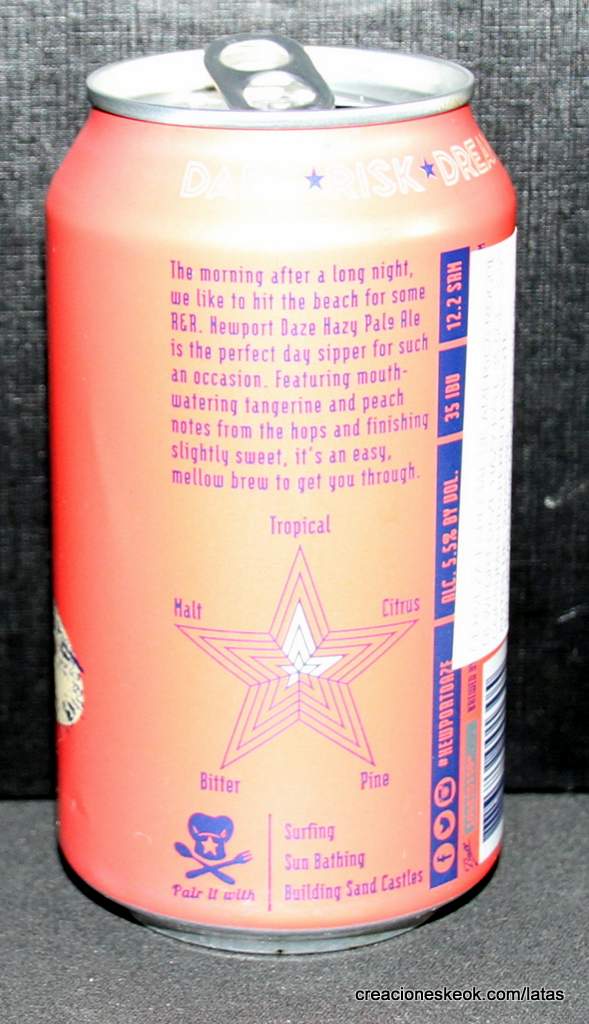 RISK★DREA
The morning after a long night,
we like to hit the beach for some
R&R. Newport Daze Hazy Pale Ale
is the perfect day sipper for such
an occasion. Featuring mouth-
watering tangerine and peach
notes from the hops and finishing
slightly sweet, it's an easy,
mellow brew to get you through.
Tropical
Malt
Citrus
Bitter
Pine
Pair it with
Surfing
Sun Bathing
Building Sand Castles
#NEWPORTDAZE
ALC. 5.5% BY VOL.
35 IBU
12.2 SRM
BREWED BY
creacioneskeok.com/latas